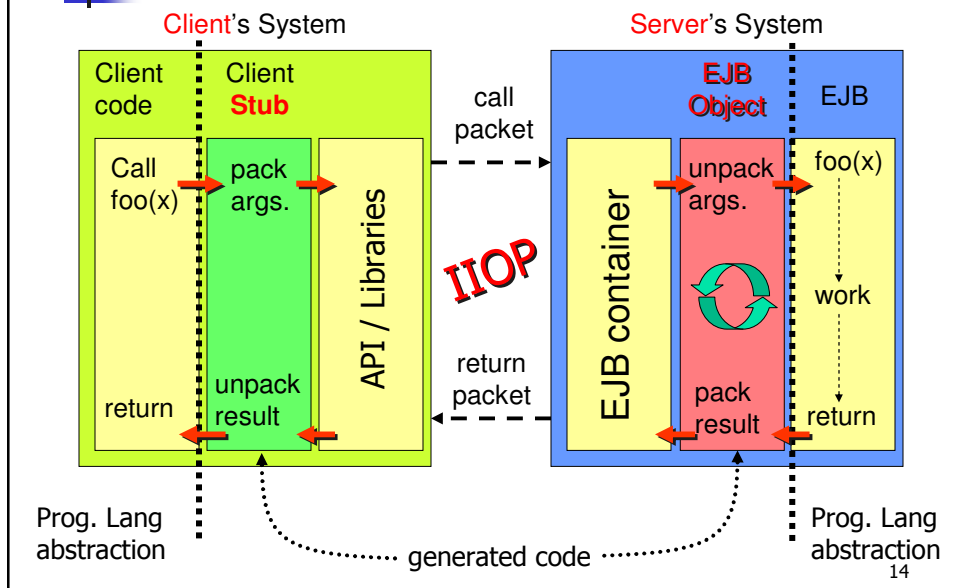 Client's System
Server's System
Client
code
Client
Stub
EJB
Object
EJB
call
packet
Call
foo(x)
pack
args.
API / Libraries
IIOP
EJB container
unpack
args.
foo(x)
work
return
packet
return
unpack
result
pack
result
return
Prog. Lang
abstraction
generated code
Prog. Lang
abstraction
14